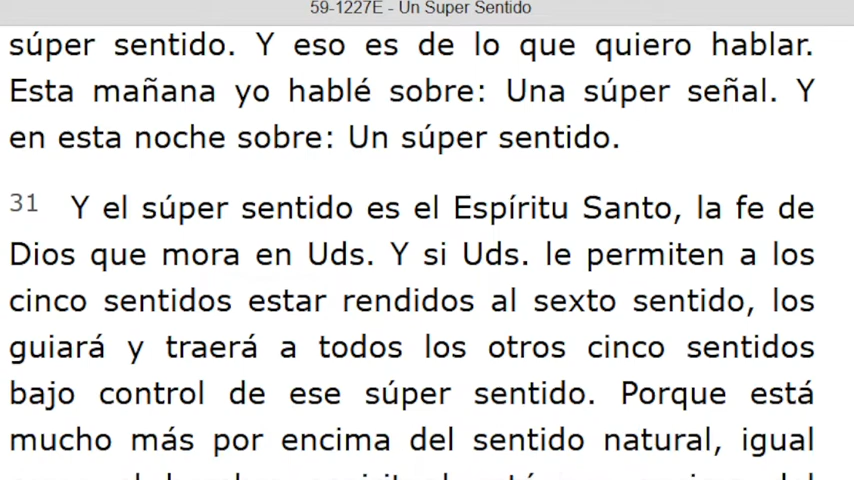 59-1227E - Un Super Sentido
súper sentido. Y eso es de lo que quiero hablar.
Esta mañana yo hablé sobre: Una súper señal. Y
en esta noche sobre: Un súper sentido.
31 Y el súper sentido es el Espíritu Santo, la fe de
Dios que mora en Uds. Y si Uds. le permiten a los
cinco sentidos estar rendidos al sexto sentido, los
guiará y traerá a todos los otros cinco sentidos
bajo control de ese súper sentido. Porque está
mucho más por encima del sentido natural, igual